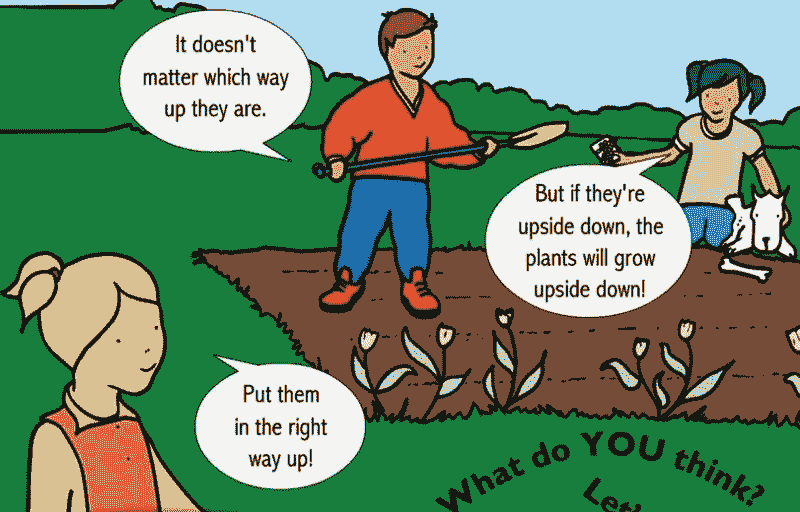 It doesn't
matter which way
up they are.
But if they're
upside down, the
plants will grow
upside down!
Put them
in the right
way up!
What do YOU think?
Let's